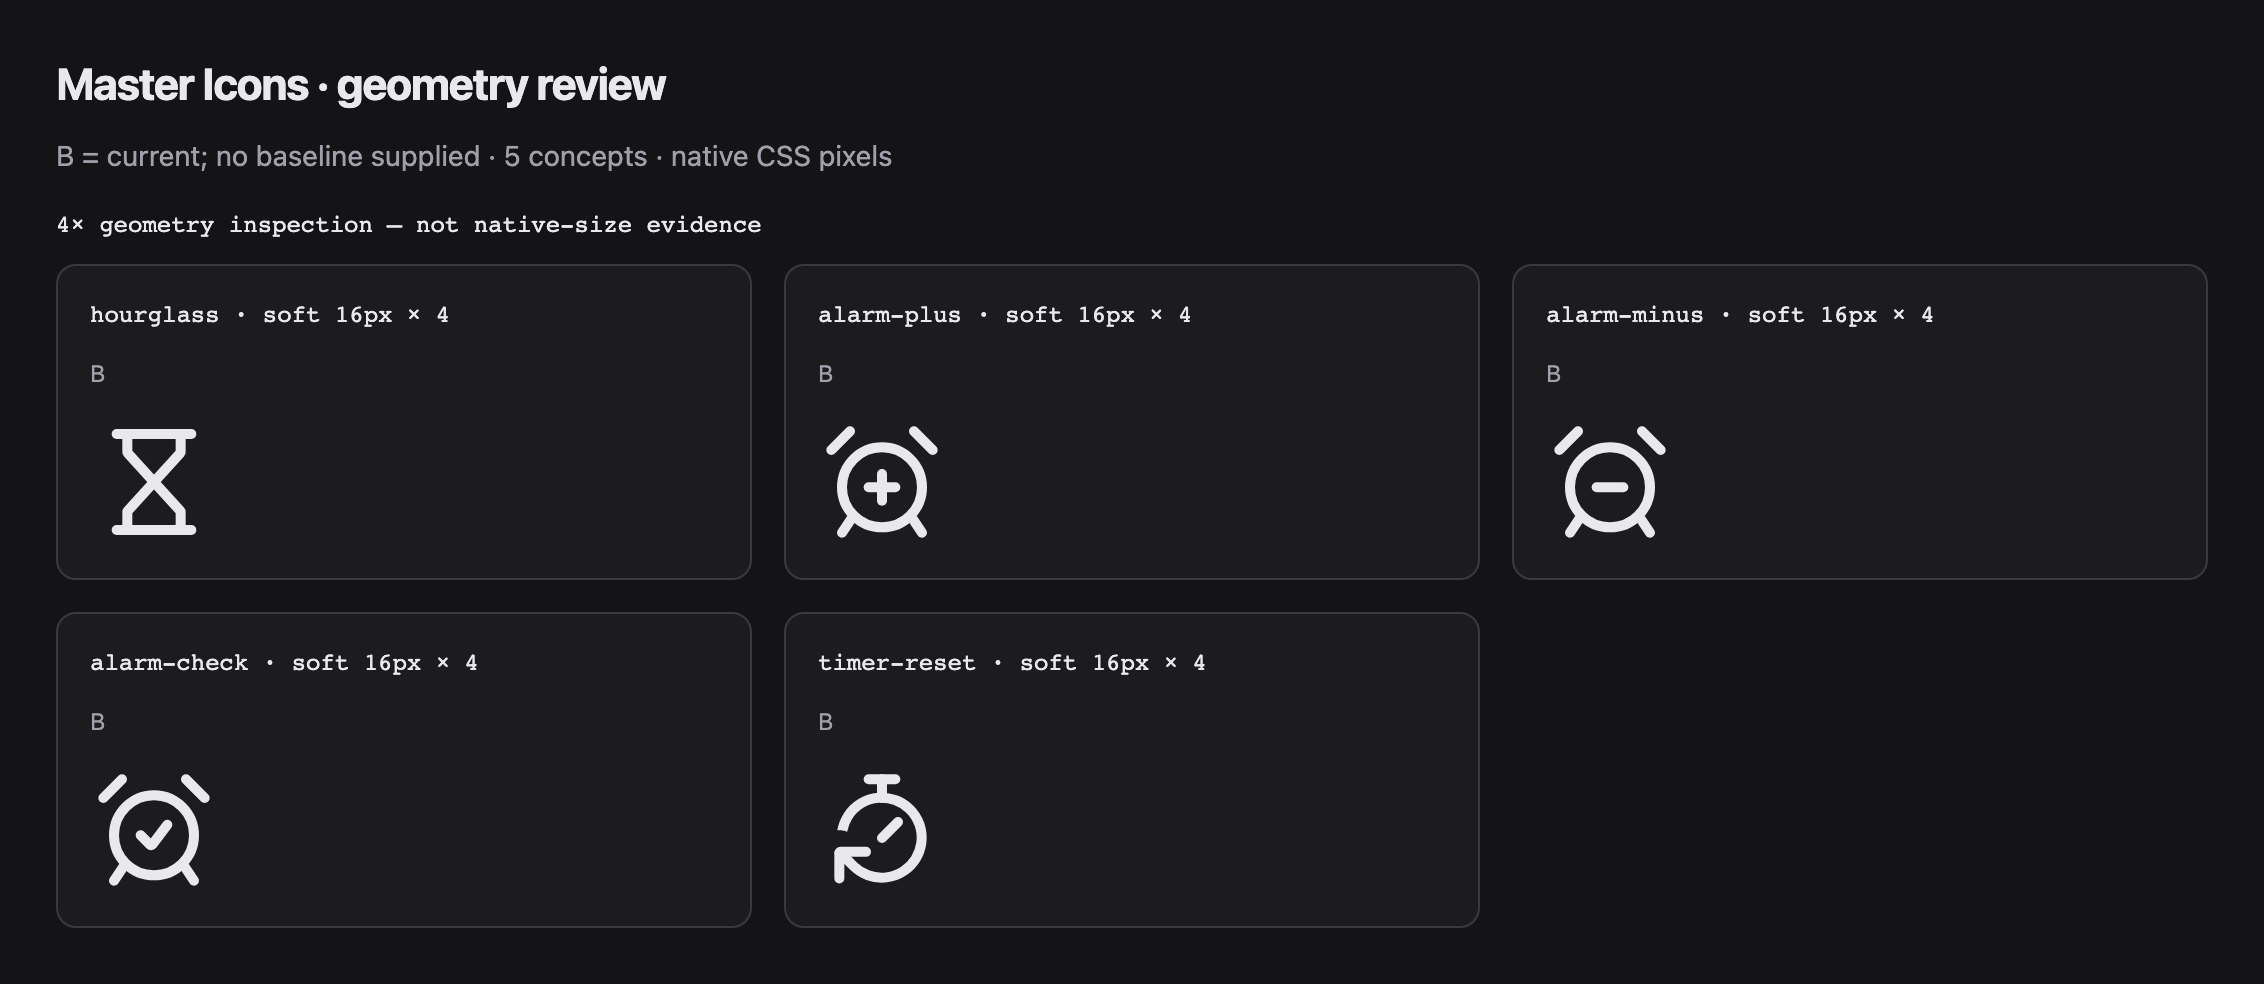 Master Icons · geometry review
B = current; no baseline supplied · 5 concepts · native CSS pixels
4× geometry inspection — not native-size evidence
hourglass · soft 16px × 4
B
alarm-plus · soft 16px × 4
B
alarm-minus · soft 16px × 4
B
alarm-check · soft 16px × 4
B
timer-reset · soft 16px × 4
B